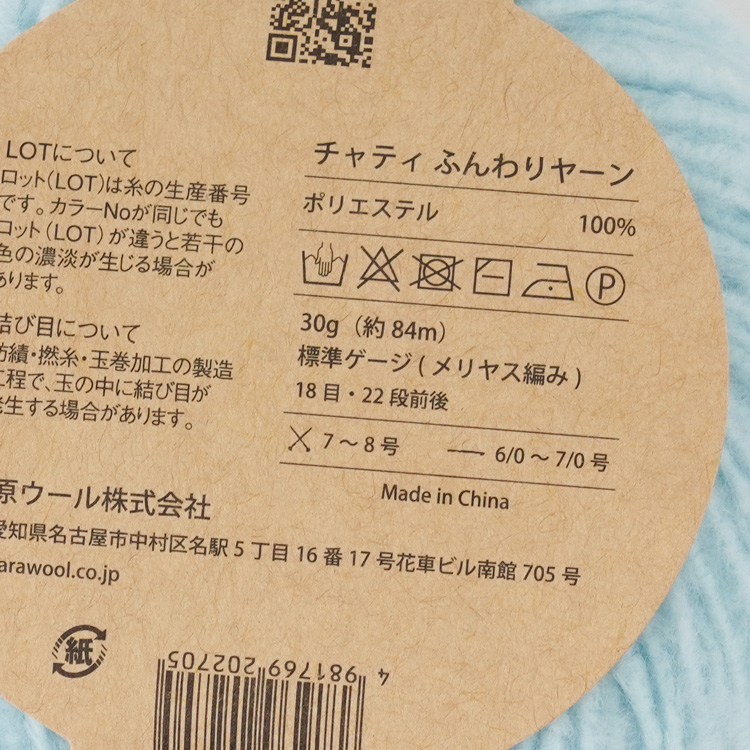 LOTについて
ロット(LOT)は糸の生産番号
です。カラーNoが同じでも
ロット(LOT)が違うと若干の
色の濃淡が生じる場合が
あります。
結び目について
紡績・撚糸・玉巻加工の製造
工程で、玉の中に結び目が
発生する場合があります。
チャティ ふんわりヤーン
ポリエステル 100%
P
30g（約84m）
標準ゲージ(メリヤス編み)
18目・22段前後
7〜8号 6/0〜7/0号
Made in China
原ウール株式会社
愛知県名古屋市中村区名駅5丁目16番17号花車ビル南館705号
arawool.co.jp
紙
4 981769 202705